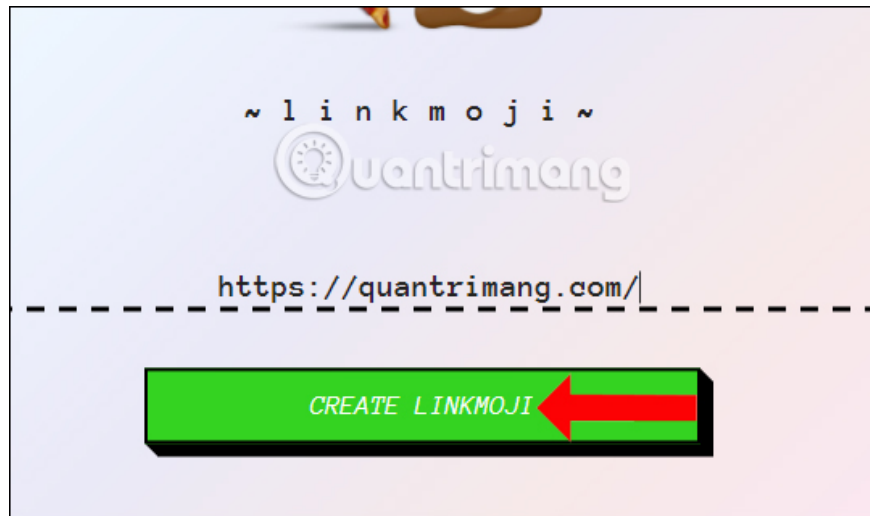 ~ l i n k m o j i ~
Quantrimang
https://quantrimang.com/
CREATE LINKMOJI